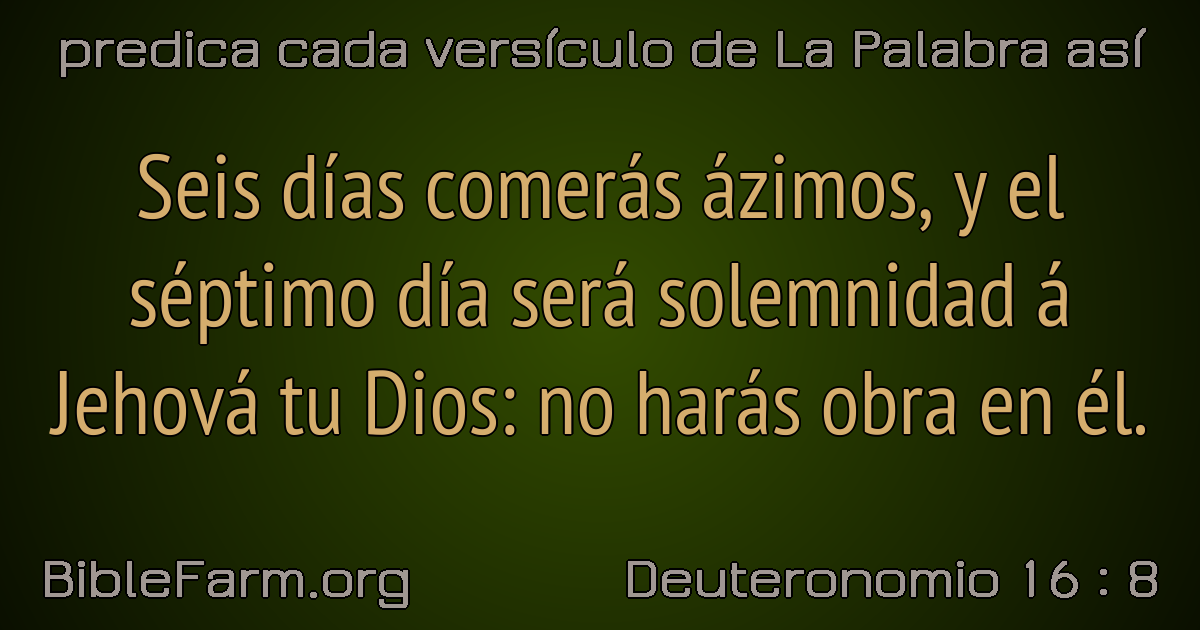 predica cada versículo de La Palabra así
Seis días comerás ázimos, y el
séptimo día será solemnidad á
Jehová tu Dios: no harás obra en él.
BibleFarm.org
Deuteronomio 16 : 8